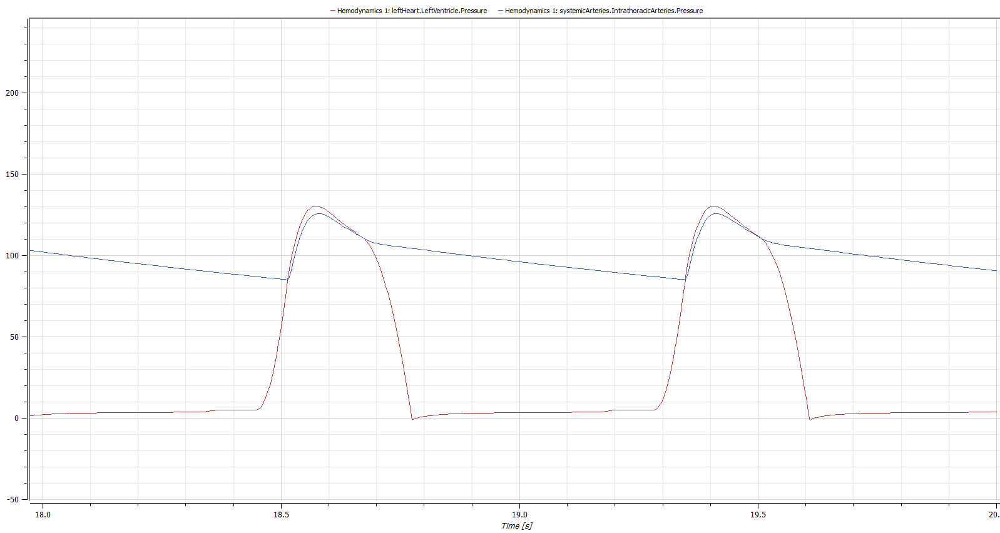 Hemodynamics 1: leftHeart.LeftVentricle.Pressure
Hemodynamics 1: systemicArteries.IntrathoracicArteries.Pressure
200
150
100
50
0
-50
18.0 18.5 19.0 19.5 20.
Time [s]